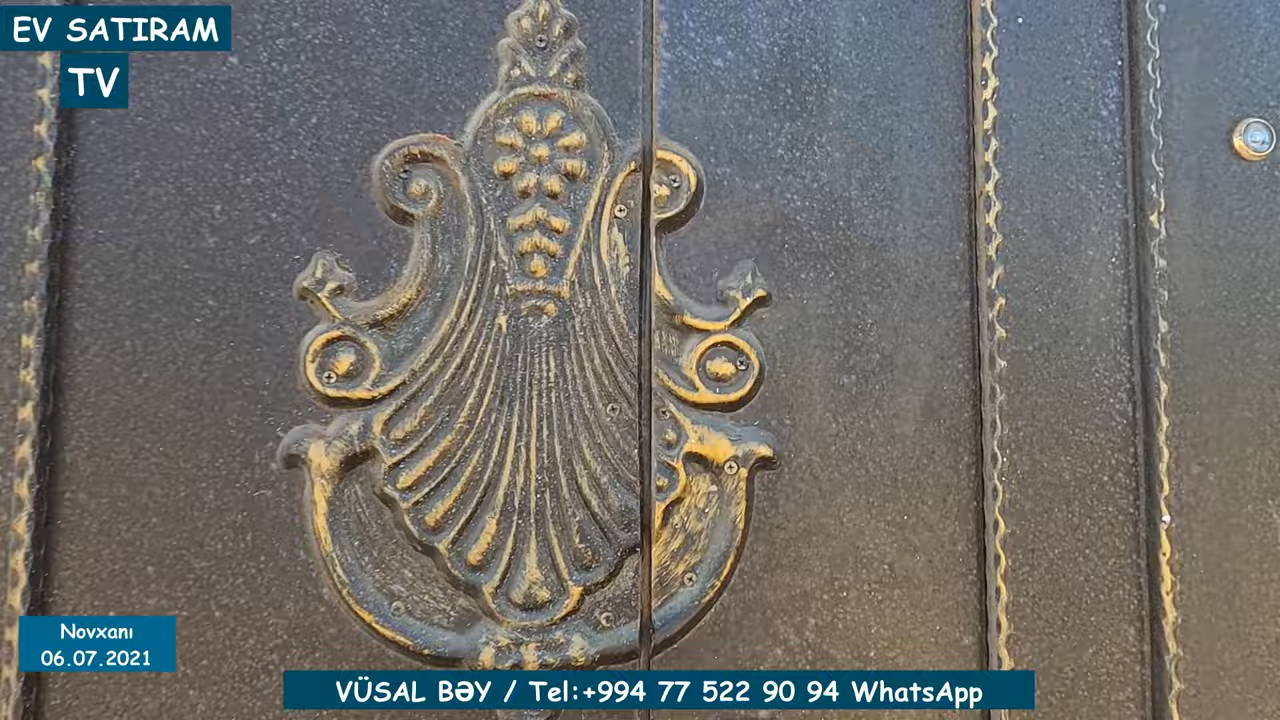 EV SATIRAM
TV
Novxanı
06.07.2021
VÜSAL BƏY / Tel:+994 77 522 90 94 WhatsApp